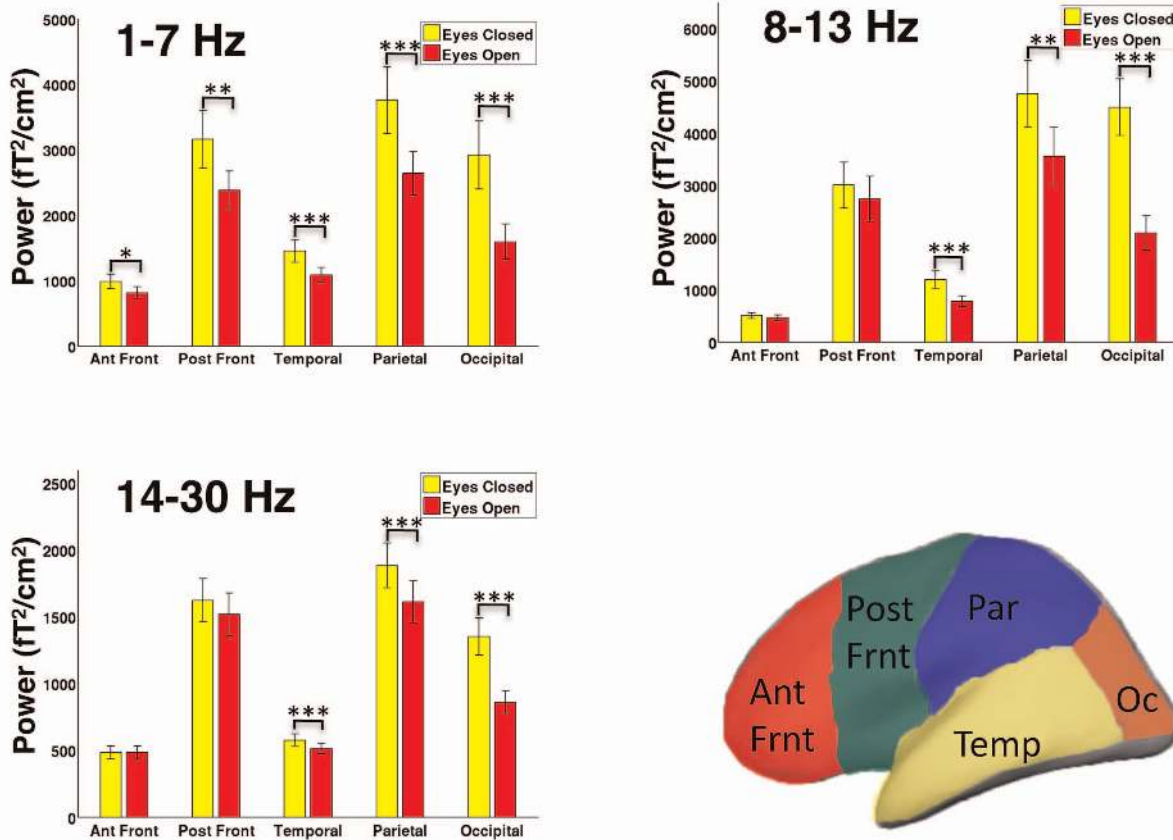 1-7 Hz
Eyes Closed
Eyes Open
Power (fT²/cm²)
5000
4000
3000
2000
1000
0
*
**
***
***
***
Ant Front Post Front Temporal Parietal Occipital
8-13 Hz
Eyes Closed
Eyes Open
Power (fT²/cm²)
6000
5000
4000
3000
2000
1000
0
***
**
***
Ant Front Post Front Temporal Parietal Occipital
14-30 Hz
Eyes Closed
Eyes Open
Power (fT²/cm²)
2500
2000
1500
1000
500
0
***
***
***
Ant Front Post Front Temporal Parietal Occipital
Ant
Frnt
Post
Frnt
Par
Temp
Oc